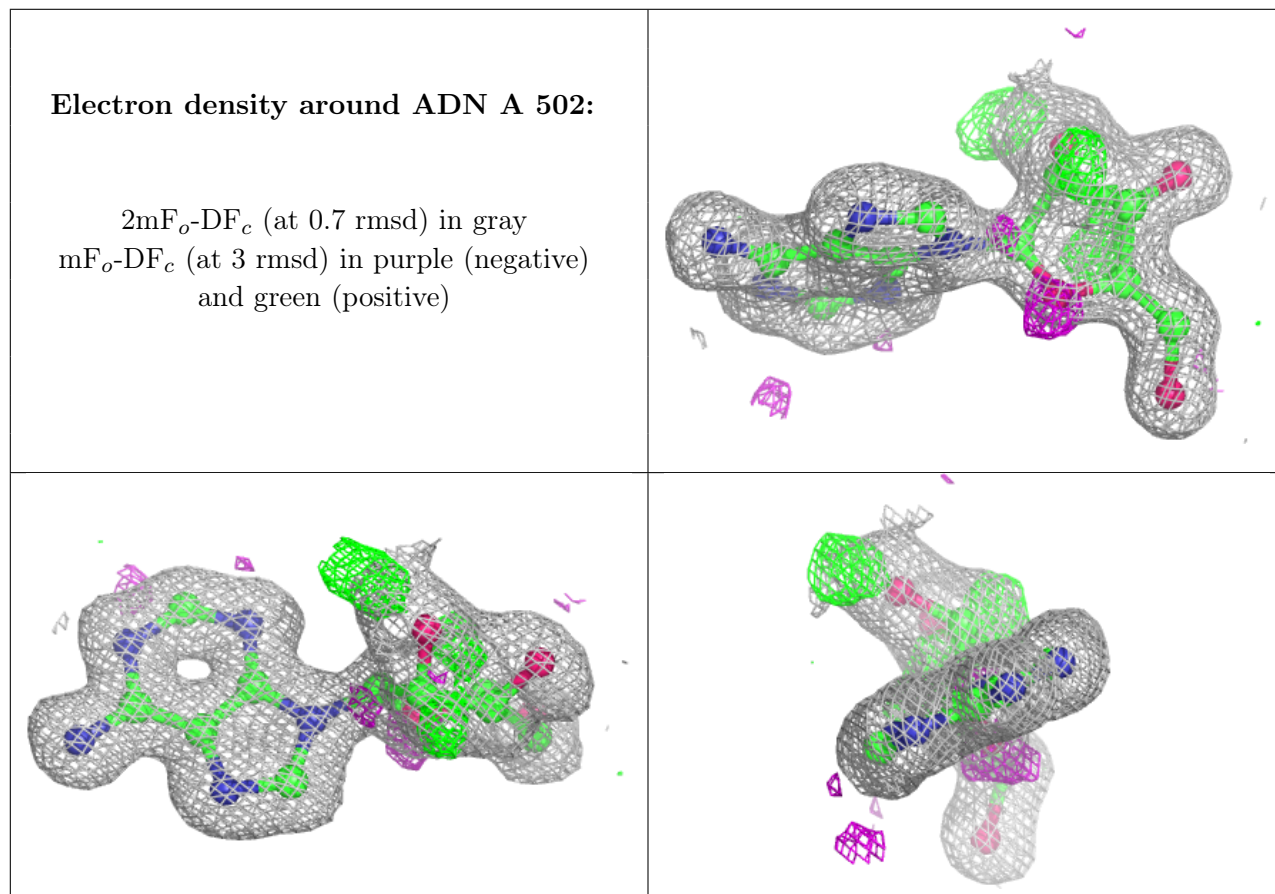 Electron density around ADN A 502:
2mFo-DFc (at 0.7 rmsd) in gray
mFo-DFc (at 3 rmsd) in purple (negative)
and green (positive)